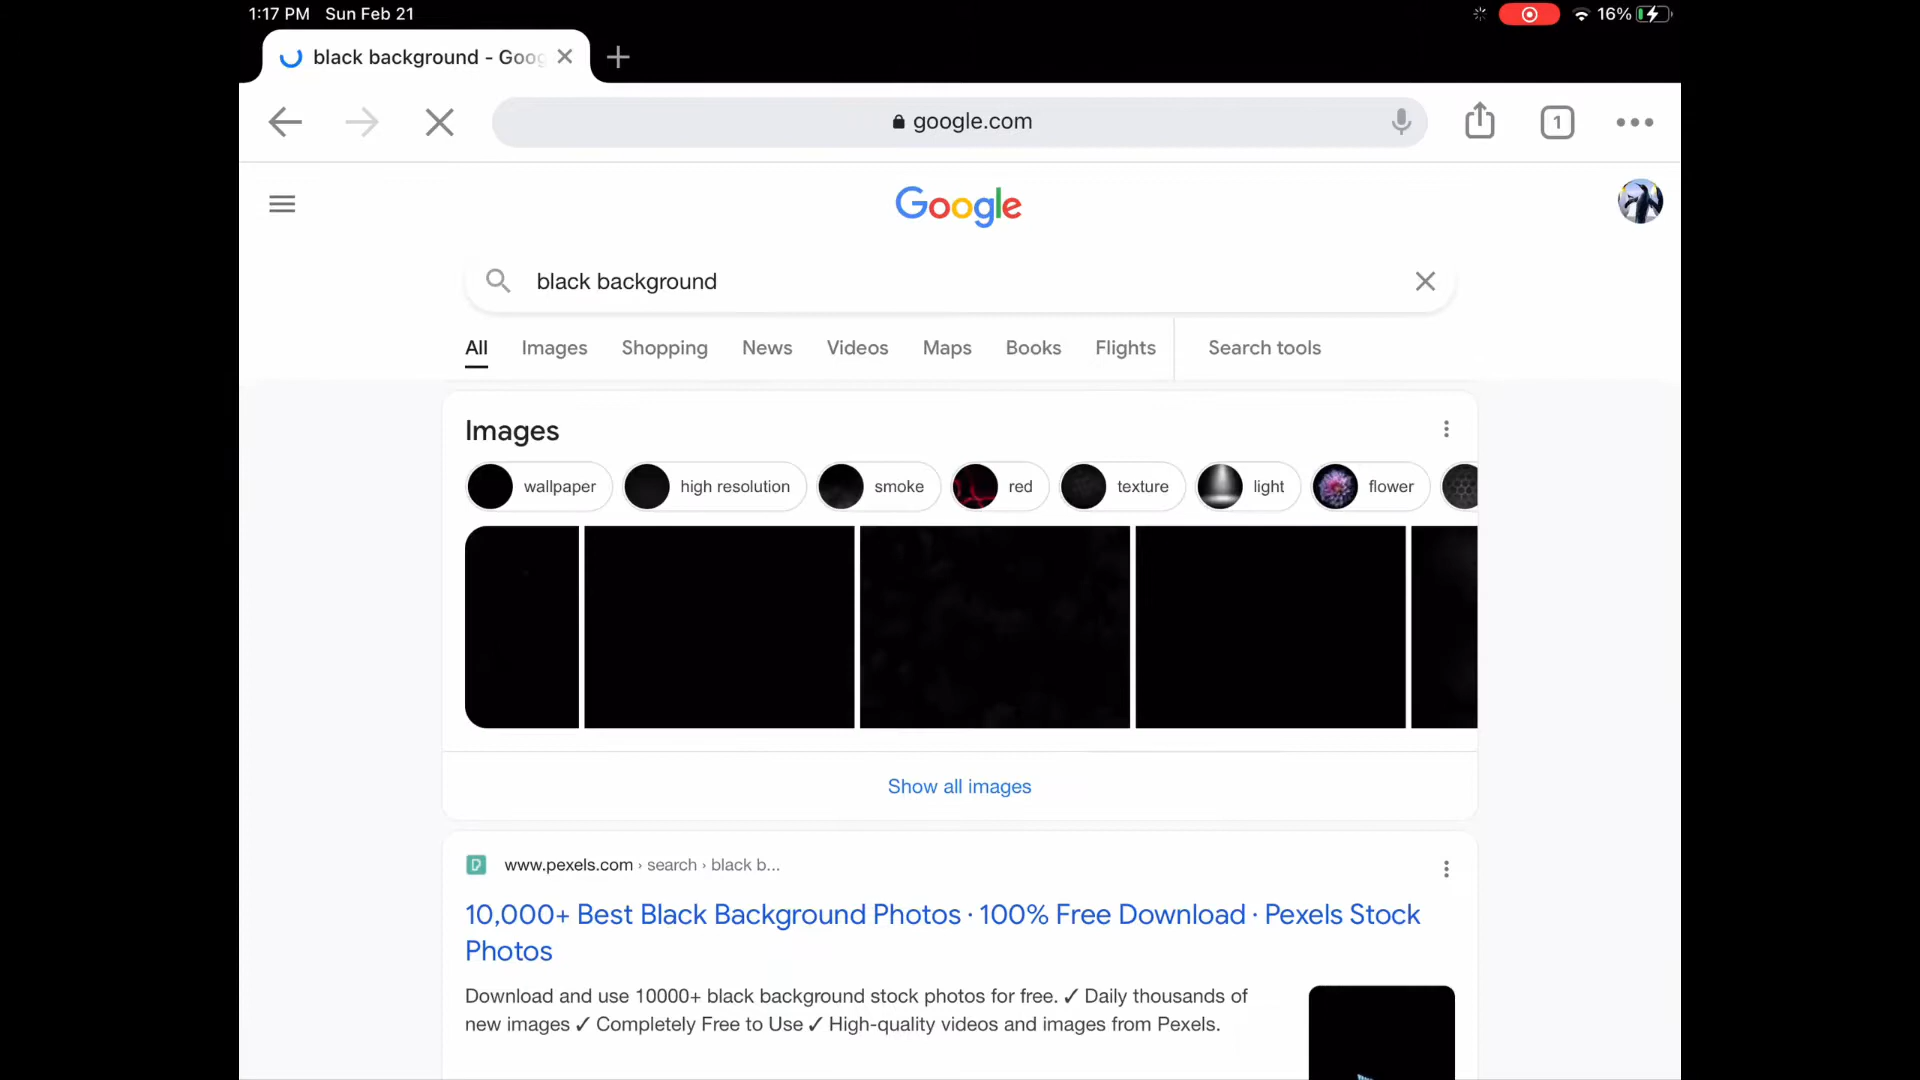 1:17 PM Sun Feb 21
16%
black background - Goog
google.com
1
Google
black background
All Images Shopping News Videos Maps Books Flights Search tools
Images
wallpaper high resolution smoke red texture light flower
Show all images
www.pexels.com › search › black b...
10,000+ Best Black Background Photos · 100% Free Download · Pexels Stock
Photos
Download and use 10000+ black background stock photos for free. ✓ Daily thousands of
new images ✓ Completely Free to Use ✓ High-quality videos and images from Pexels.